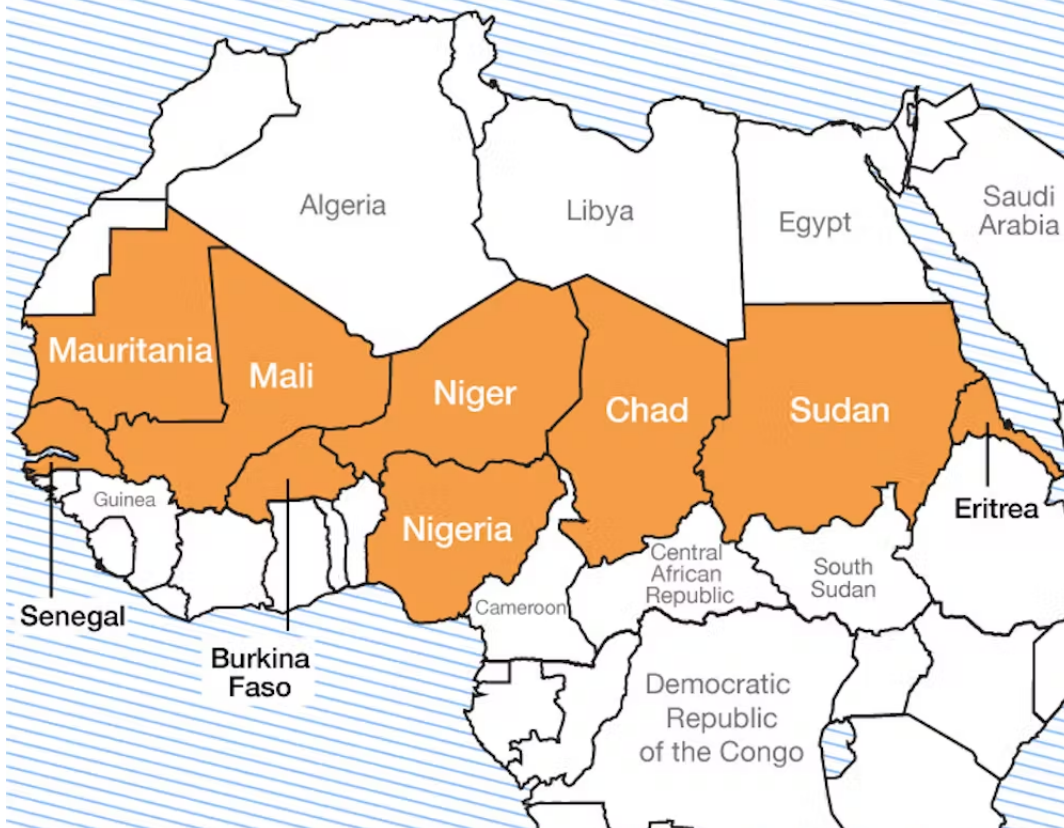 Algeria
Libya
Egypt
Saudi
Arabia
Mauritania
Mali
Niger
Chad
Sudan
Guinea
Nigeria
Eritrea
Central
African
Republic
South
Sudan
Cameroon
Senegal
Burkina
Faso
Democratic
Republic
of the Congo